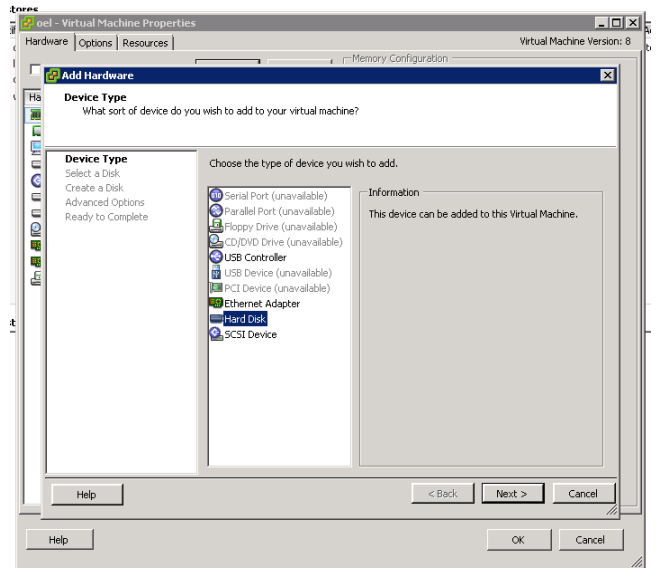 stores
oel - Virtual Machine Properties
Hardware Options Resources
Virtual Machine Version: 8
Memory Configuration
Ha
Add Hardware
Device Type
What sort of device do you wish to add to your virtual machine?
Device Type
Select a Disk
Create a Disk
Advanced Options
Ready to Complete
Choose the type of device you wish to add.
Serial Port (unavailable)
Parallel Port (unavailable)
Floppy Drive (unavailable)
CD/DVD Drive (unavailable)
USB Controller
USB Device (unavailable)
PCI Device (unavailable)
Ethernet Adapter
Hard Disk
SCSI Device
Information
This device can be added to this Virtual Machine.
Help
< Back
Next >
Cancel
Help
OK
Cancel